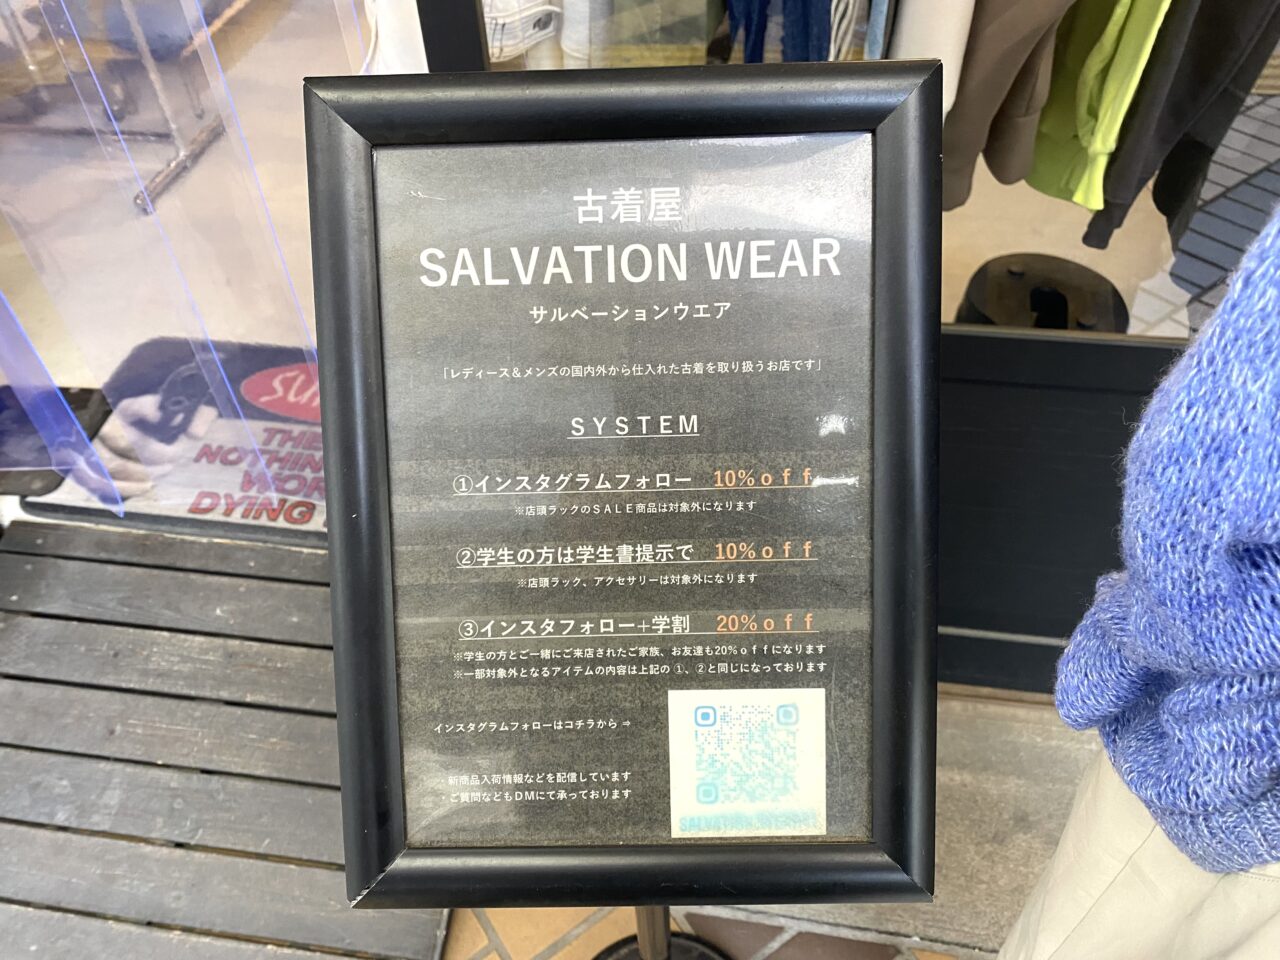 古着屋
SALVATION WEAR
サルベーションウエア
「レディース&メンズの国内外から仕入れた古着を取り扱うお店です」
SYSTEM
①インスタグラムフォロー 10%off
※店頭ラックのSALE商品は対象外になります
②学生の方は学生書提示で 10%off
※店頭ラック、アクセサリーは対象外になります
③インスタフォロー+学割 20%off
※学生の方とご一緒にご来店されたご家族、お友達も20%offになります
※一部対象外となるアイテムの内容は上記の ①、②と同じになっております
インスタグラムフォローはコチラから ⇒
・新商品入荷情報などを配信しています
・ご質問などもDMにて承っております
THE
NOTHIN
WOR
DYING